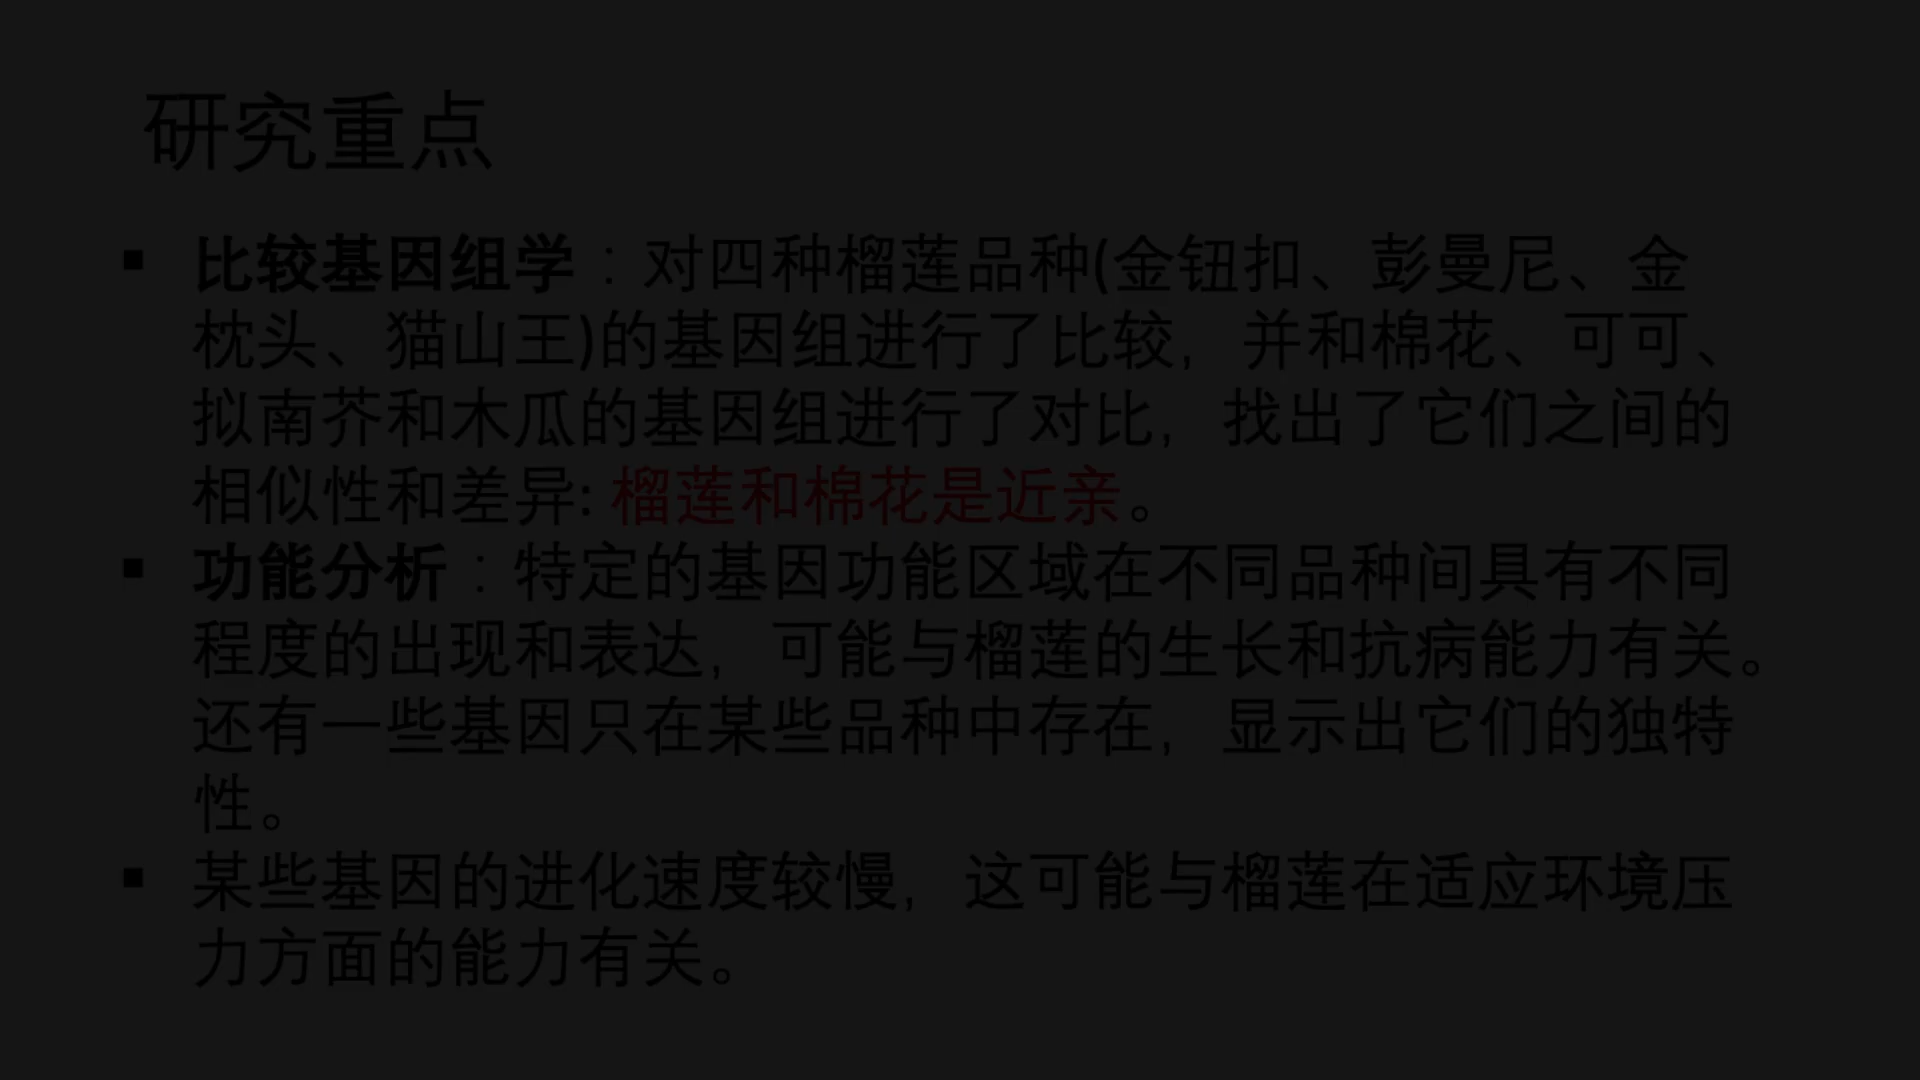 研究重点
▪ 比较基因组学：对四种榴莲品种(金钮扣、彭曼尼、金
枕头、猫山王)的基因组进行了比较，并和棉花、可可、
拟南芥和木瓜的基因组进行了对比，找出了它们之间的
相似性和差异: 榴莲和棉花是近亲。
▪ 功能分析：特定的基因功能区域在不同品种间具有不同
程度的出现和表达，可能与榴莲的生长和抗病能力有关。
还有一些基因只在某些品种中存在，显示出它们的独特
性。
▪ 某些基因的进化速度较慢，这可能与榴莲在适应环境压
力方面的能力有关。